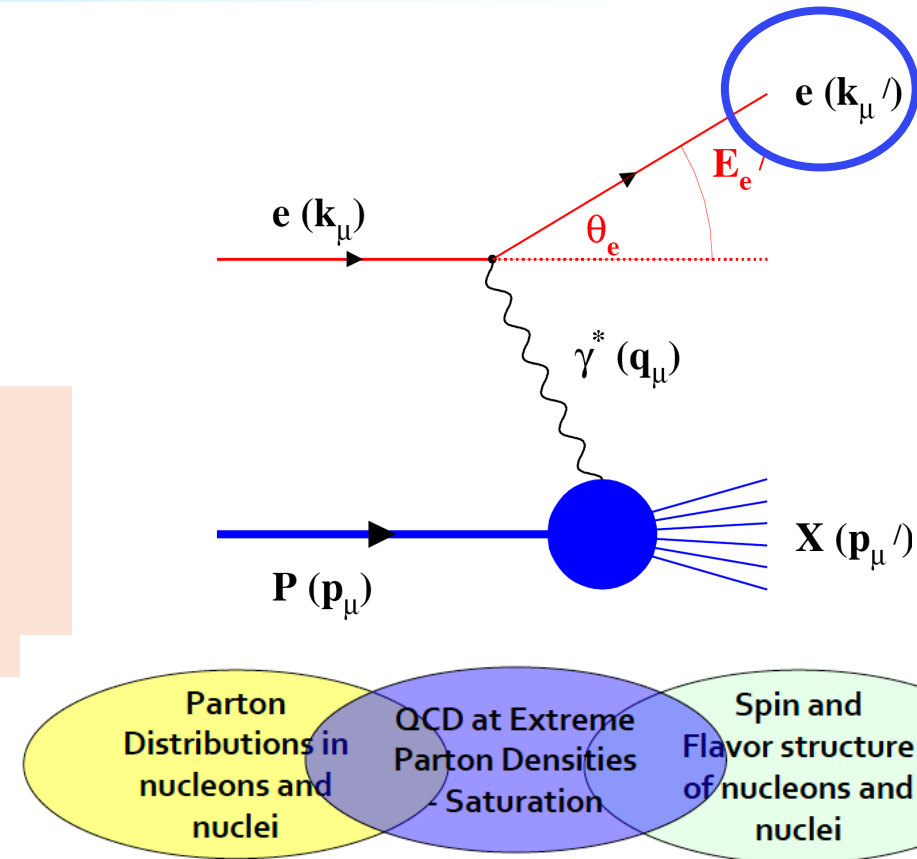 e (kμ′)
Ee′
e (kμ)
θe
γ* (qμ)
X (pμ′)
P (pμ)
Parton
Distributions in
nucleons and
nuclei
QCD at Extreme
Parton Densities
- Saturation
Spin and
Flavor structure
of nucleons and
nuclei